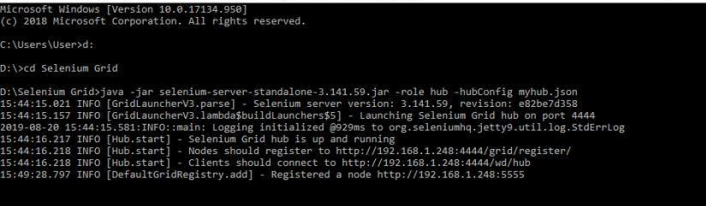 Microsoft Windows [Version 10.0.17134.950]
(c) 2018 Microsoft Corporation. All rights reserved.
C:\Users\User>d:
D:\>cd Selenium Grid
D:\Selenium Grid>java -jar selenium-server-standalone-3.141.59.jar -role hub -hubConfig myhub.json
15:44:15.021 INFO [GridLauncherV3.parse] - Selenium server version: 3.141.59, revision: e82be7d358
15:44:15.157 INFO [GridLauncherV3.lambda$buildLaunchers$5] - Launching Selenium Grid hub on port 4444
2019-08-20 15:44:15.581:INFO::main: Logging initialized @929ms to org.seleniumhq.jetty9.util.log.StdErrLog
15:44:16.217 INFO [Hub.start] - Selenium Grid hub is up and running
15:44:16.218 INFO [Hub.start] - Nodes should register to http://192.168.1.248:4444/grid/register/
15:44:16.218 INFO [Hub.start] - Clients should connect to http://192.168.1.248:4444/wd/hub
15:49:28.797 INFO [DefaultGridRegistry.add] - Registered a node http://192.168.1.248:5555